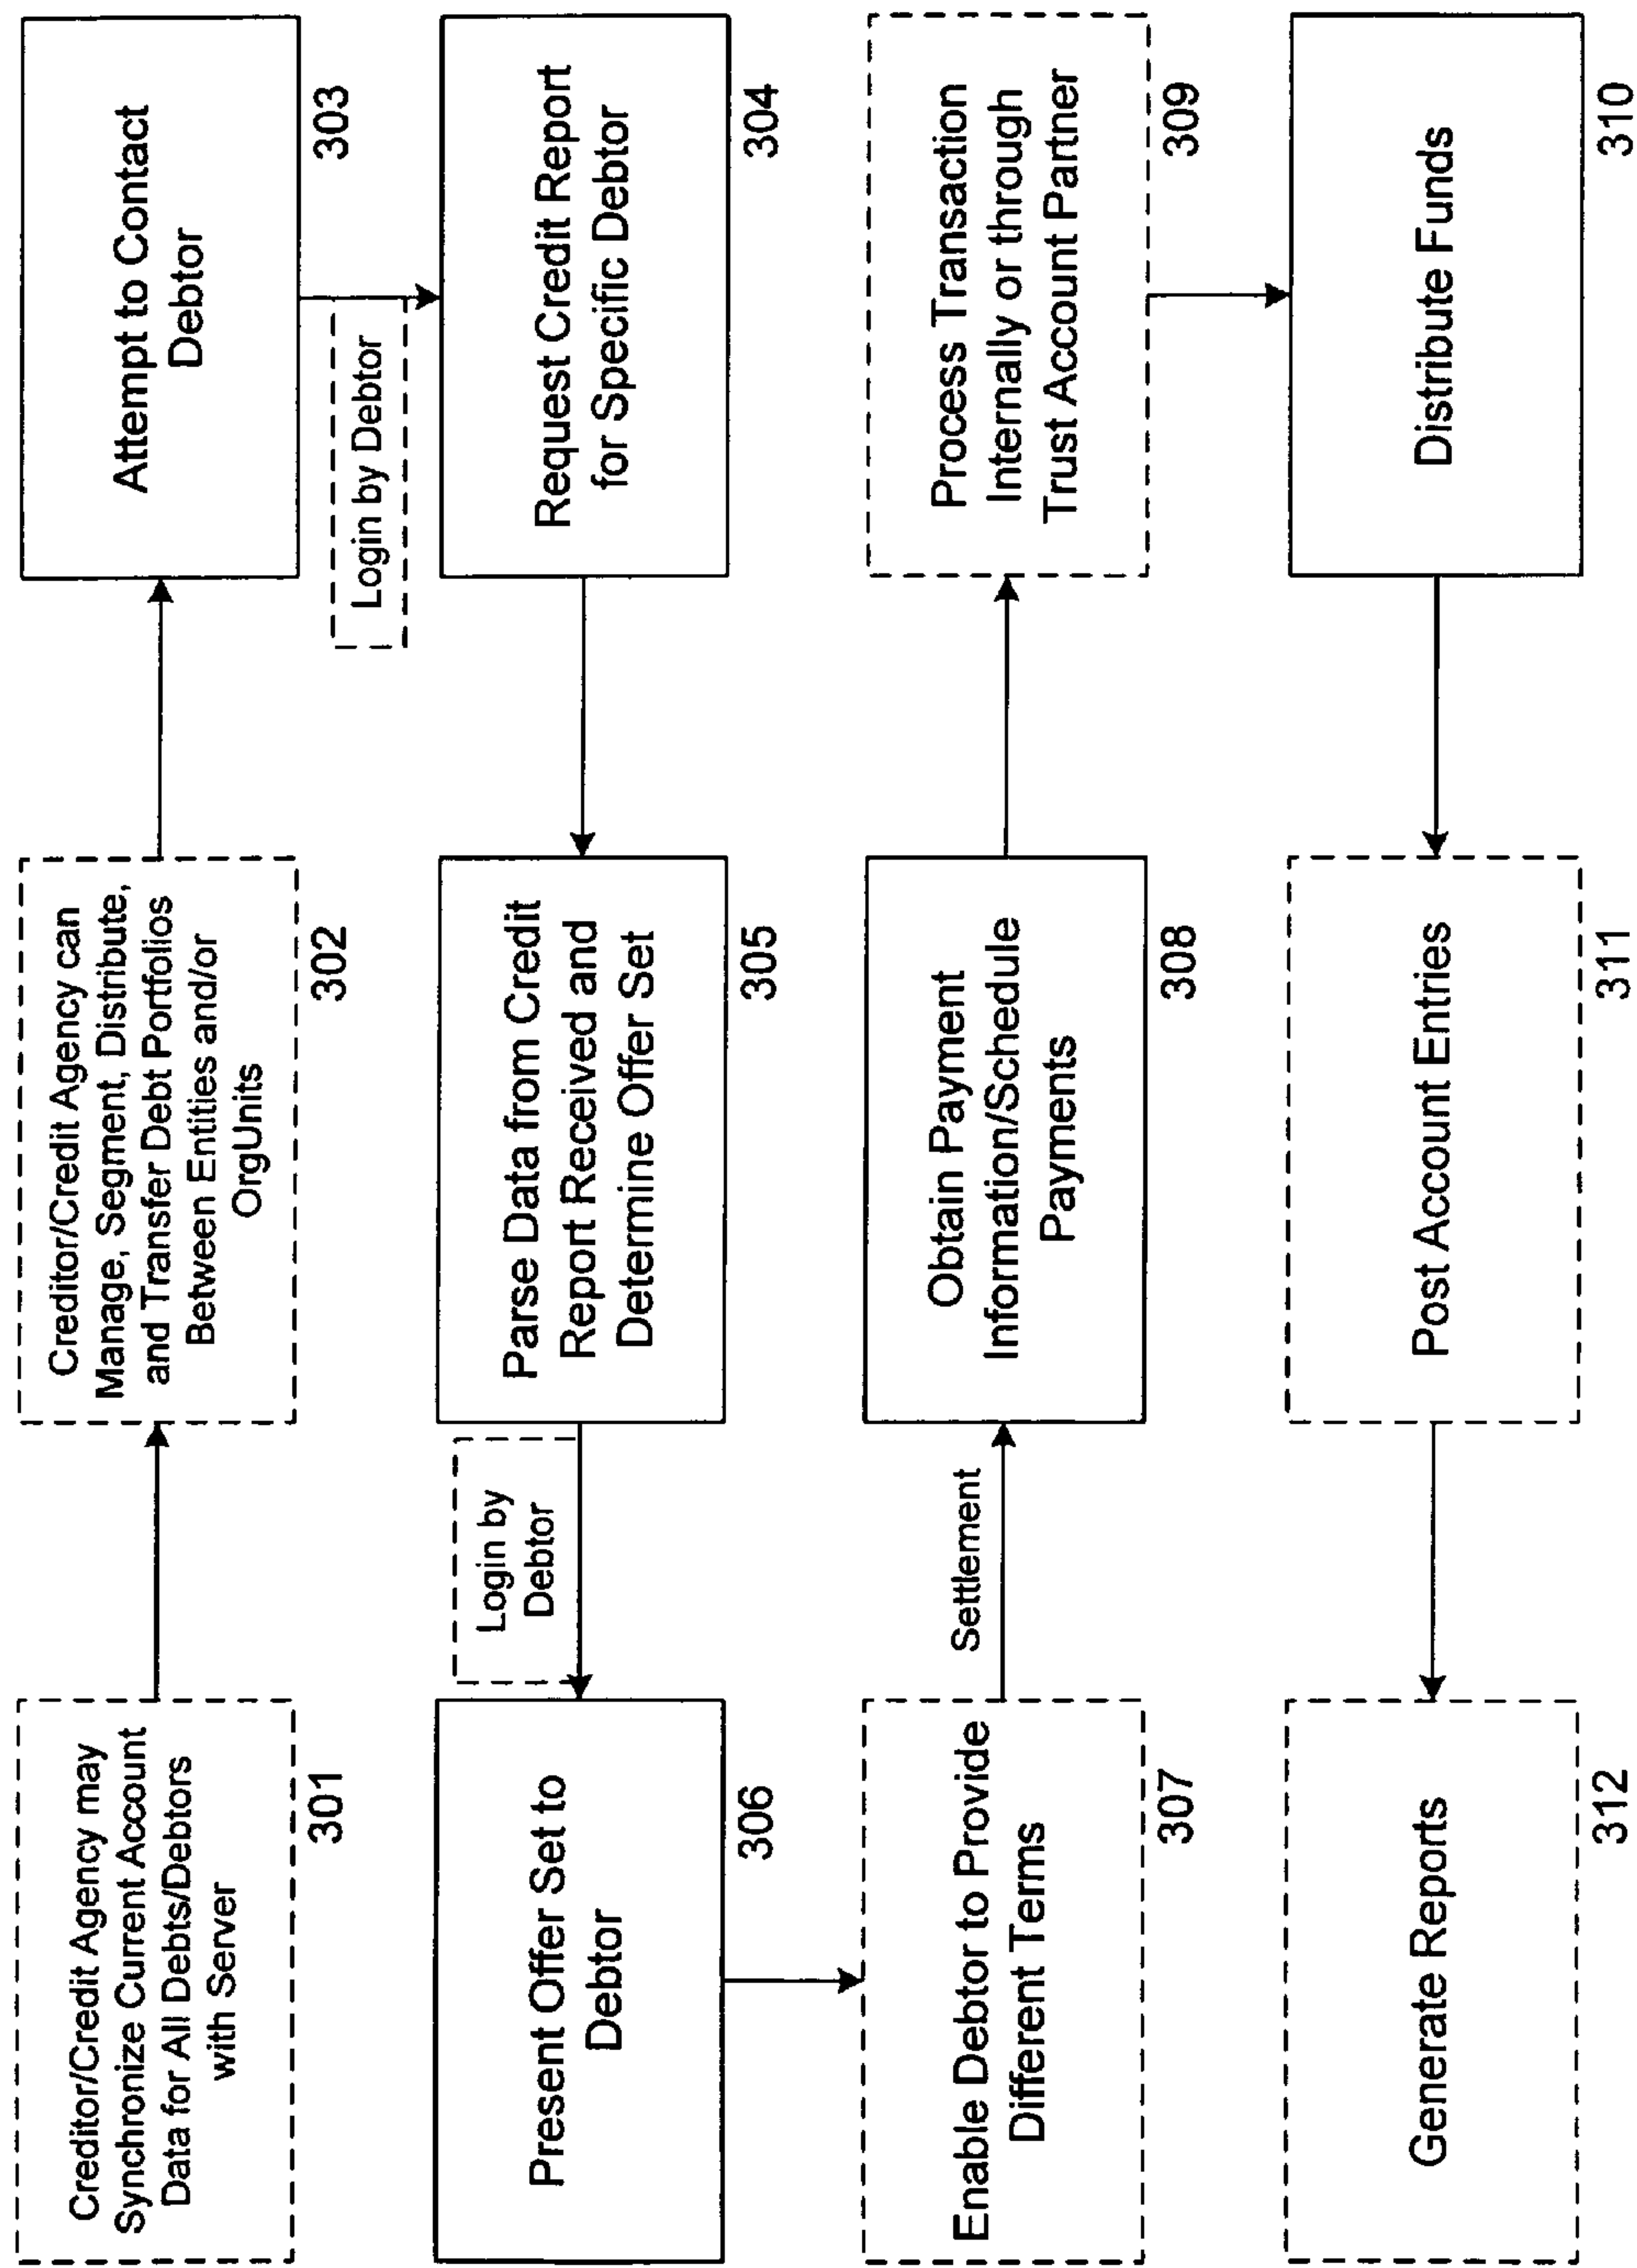 Creditor/Credit Agency may
Synchronize Current Account
Data for All Debts/Debtors
with Server
301
Creditor/Credit Agency can
Manage, Segment, Distribute,
and Transfer Debt Portfolios
Between Entities and/or
OrgUnits
302
Attempt to Contact
Debtor
303
Login by Debtor
Request Credit Report
for Specific Debtor
304
Parse Data from Credit
Report Received and
Determine Offer Set
305
Login by
Debtor
Present Offer Set to
Debtor
306
Enable Debtor to Provide
Different Terms
307
Settlement
Obtain Payment
Information/Schedule
Payments
308
Process Transaction
Internally or through
Trust Account Partner
309
Distribute Funds
310
Post Account Entries
311
Generate Reports
312